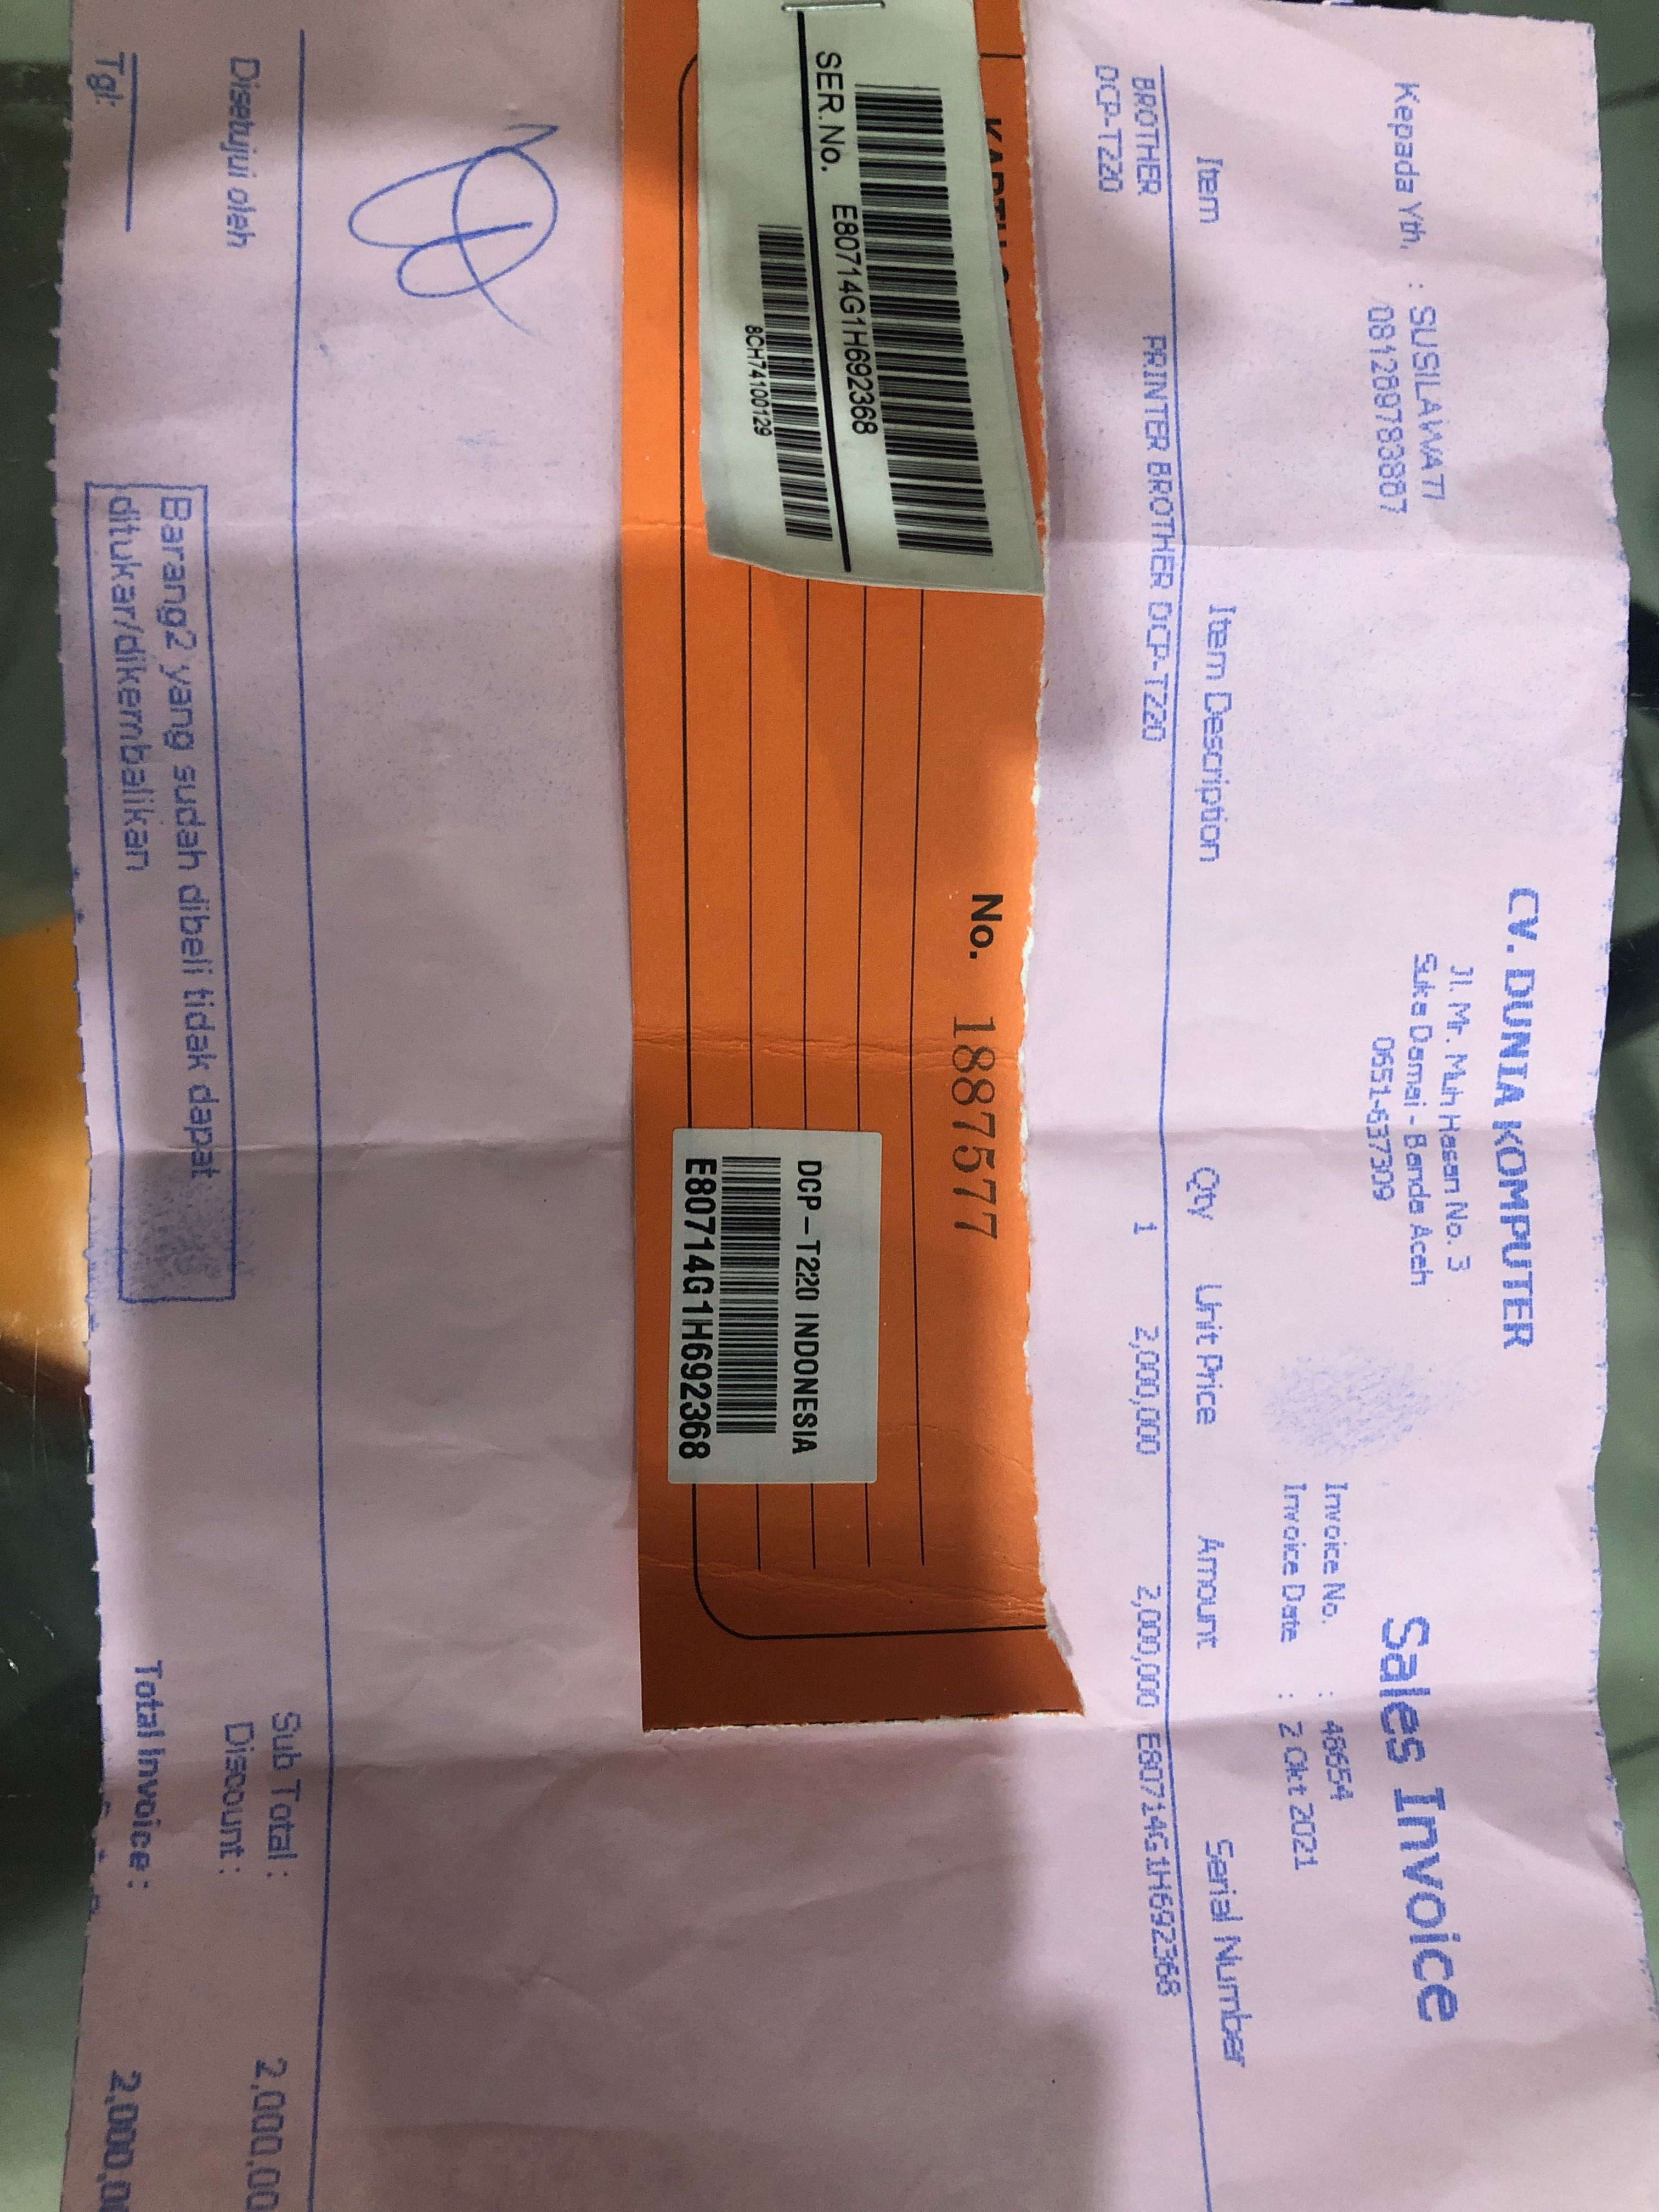 CV. DUNIA KOMPUTER
Jl. Mr. Muh Hasan No. 3
Suka Damai - Banda Aceh
0651-637309
Sales Invoice
Kepada Yth. : SUSILAWATI
Invoice No. : 48654
Invoice Date : 2 Okt 2021
Item Item Description Qty Unit Price Amount Serial Number
BROTHER PRINTER BROTHER DCP-T220 1 2,000,000 2,000,000 E80714G1H692368
DCP-T220
No. 1887577
SER.No. E80714G1H692368
8CH74100129
DCP-T220 INDONESIA
E80714G1H692368
Sub Total : 2,000,00
Disetujui oleh
Discount :
Barang2 yang sudah dibeli tidak dapat
ditukar/dikembalikan
Tgl:
Total Invoice : 2,000,0